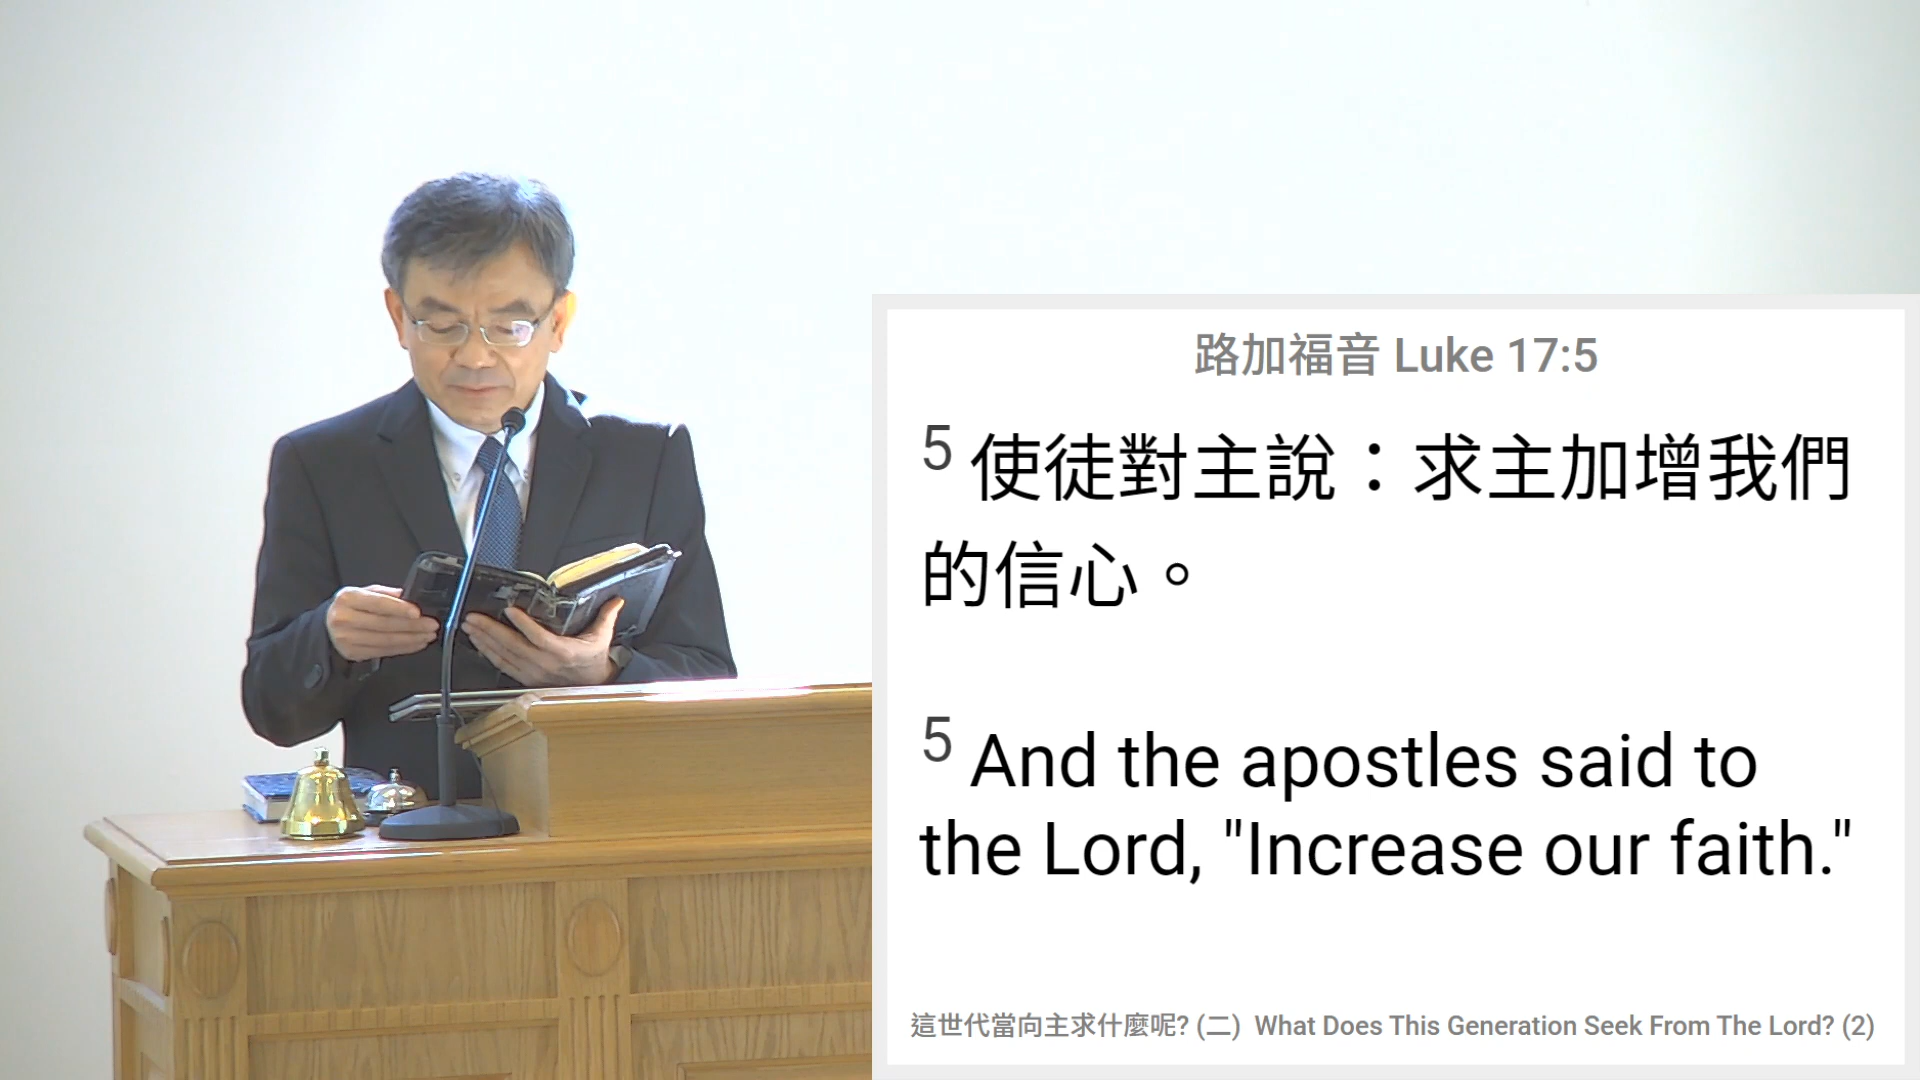 路加福音 Luke 17:5
5 使徒對主說：求主加增我們
的信心。
5 And the apostles said to
the Lord, "Increase our faith."
這世代當向主求什麼呢? (二) What Does This Generation Seek From The Lord? (2)